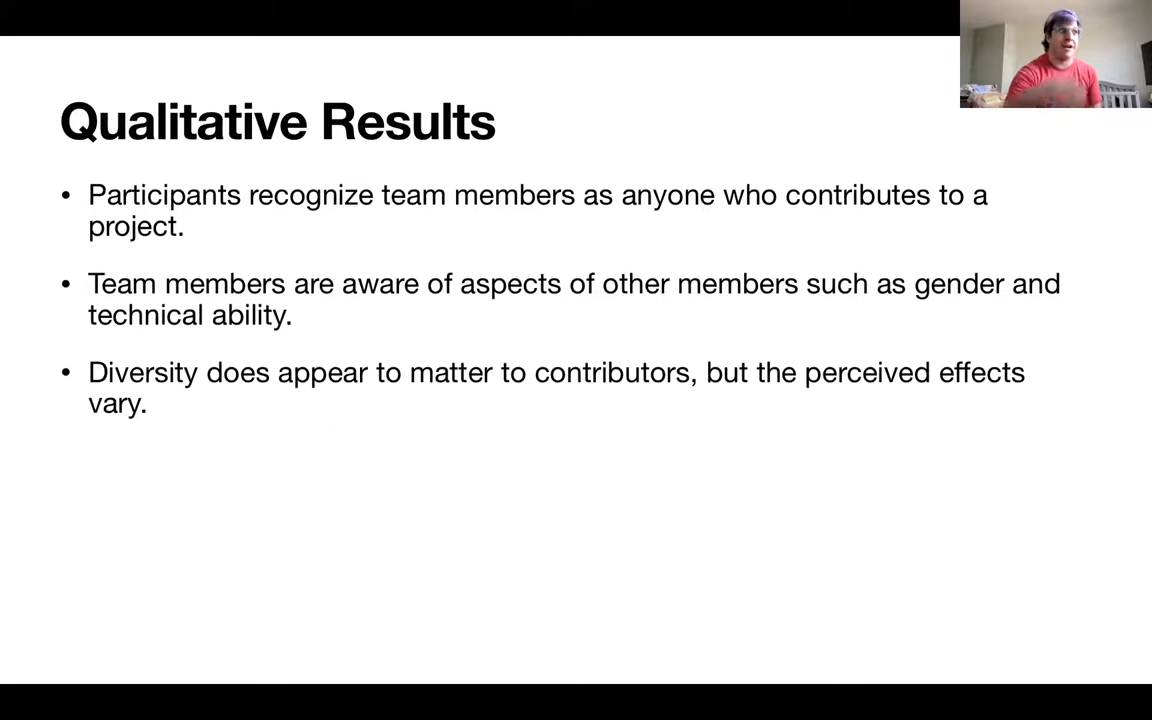 Qualitative Results
• Participants recognize team members as anyone who contributes to a
project.
• Team members are aware of aspects of other members such as gender and
technical ability.
• Diversity does appear to matter to contributors, but the perceived effects
vary.